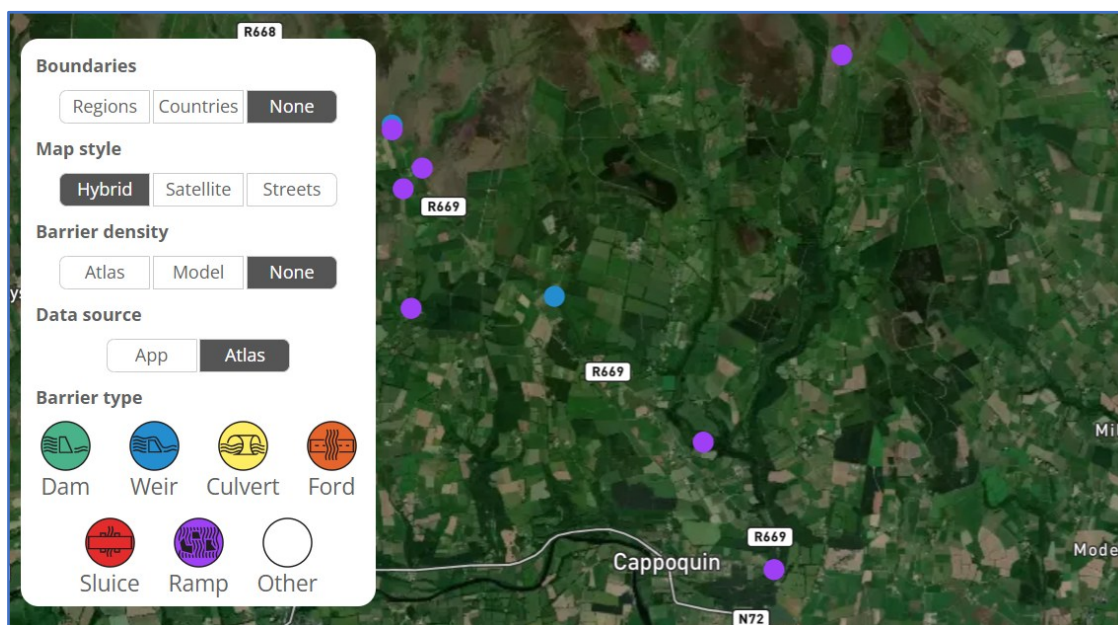 R668
Boundaries
Regions Countries None
Map style
Hybrid Satellite Streets
R669
Barrier density
Atlas Model None
Data source
App Atlas
R669
Barrier type
Dam Weir Culvert Ford
Sluice Ramp Other
R669
Cappoquin
Mode
N72